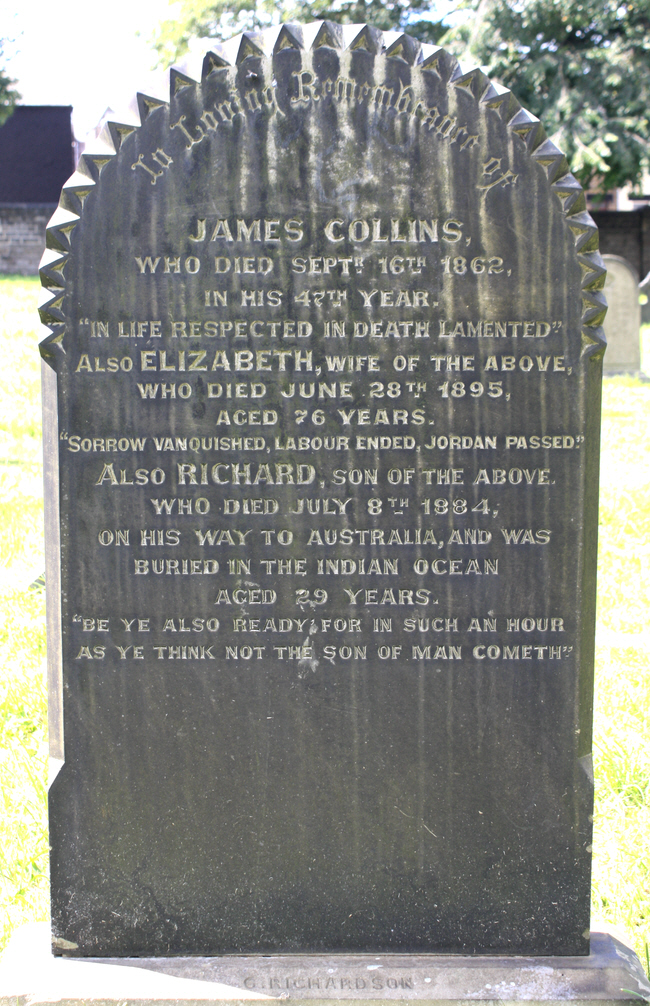 In Loving Remembrance of
JAMES COLLINS,
WHO DIED SEPTR. 16TH 1862,
IN HIS 47TH YEAR.
"IN LIFE RESPECTED IN DEATH LAMENTED"
ALSO ELIZABETH, WIFE OF THE ABOVE,
WHO DIED JUNE 28TH 1895,
AGED 76 YEARS.
"SORROW VANQUISHED, LABOUR ENDED, JORDAN PASSED."
ALSO RICHARD, SON OF THE ABOVE.
WHO DIED JULY 8TH 1884,
ON HIS WAY TO AUSTRALIA, AND WAS
BURIED IN THE INDIAN OCEAN
AGED 29 YEARS.
"BE YE ALSO READY; FOR IN SUCH AN HOUR
AS YE THINK NOT THE SON OF MAN COMETH"
G. RICHARDSON